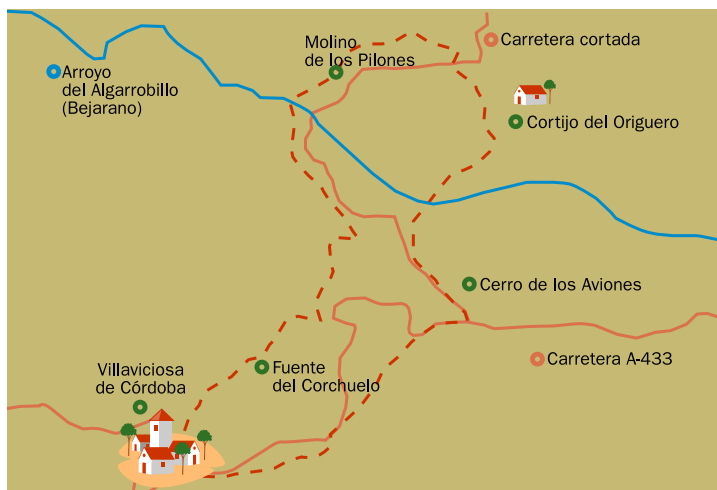 Molino
de los Pilones
Carretera cortada
Arroyo
del Algarrobillo
(Bejarano)
Cortijo del Origuero
Cerro de los Aviones
Carretera A-433
Villaviciosa
de Córdoba
Fuente
del Corchuelo